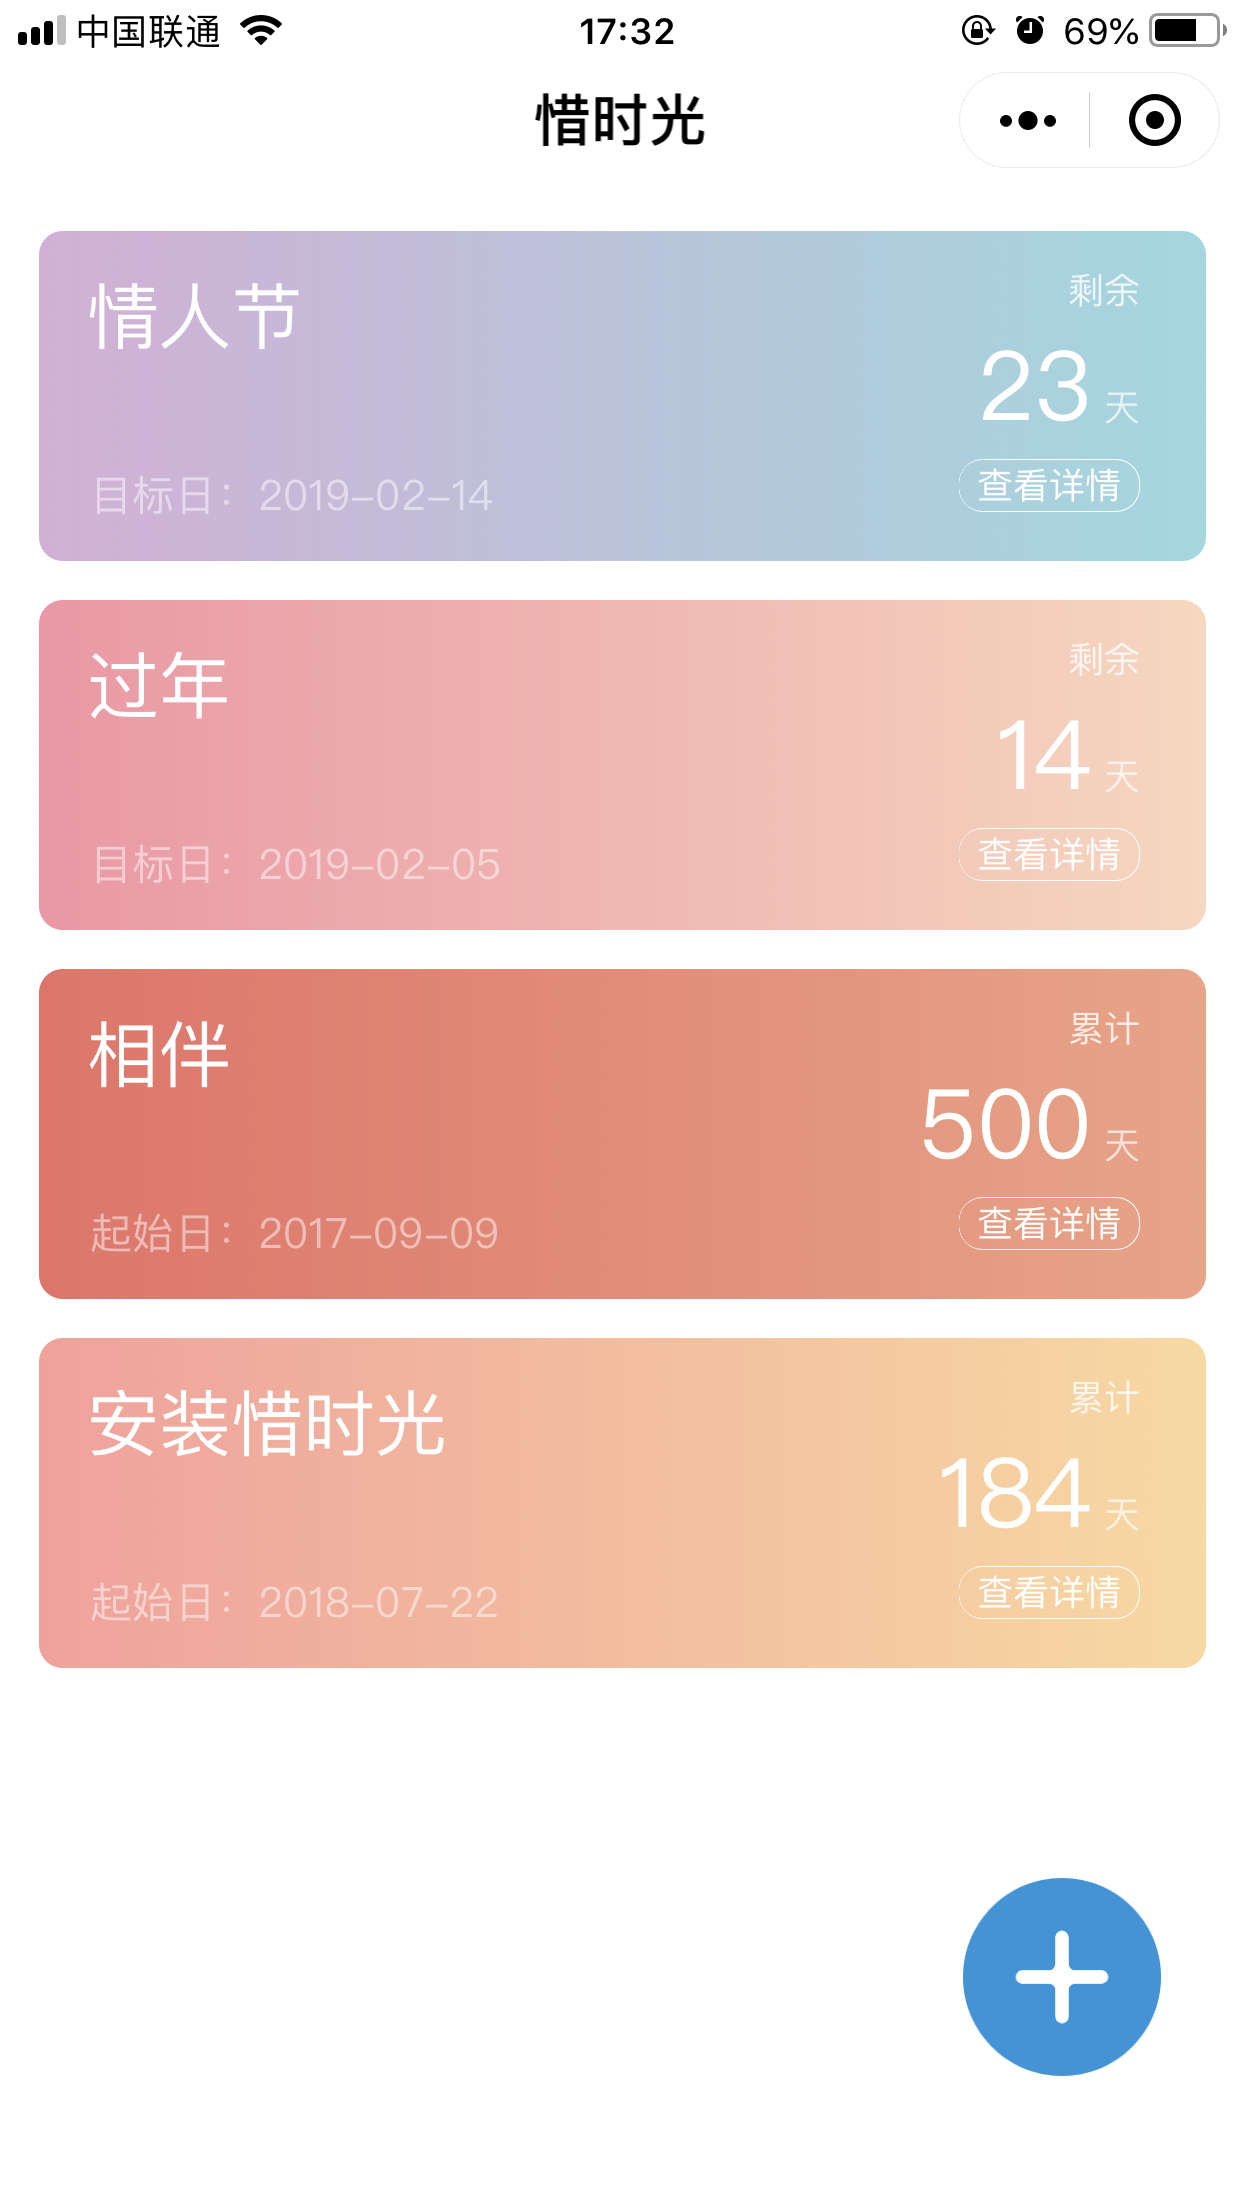 中国联通 17:32 69%
惜时光
情人节
剩余
23 天
目标日：2019-02-14
查看详情
过年
剩余
14 天
目标日：2019-02-05
查看详情
相伴
累计
500 天
起始日：2017-09-09
查看详情
安装惜时光
累计
184 天
起始日：2018-07-22
查看详情